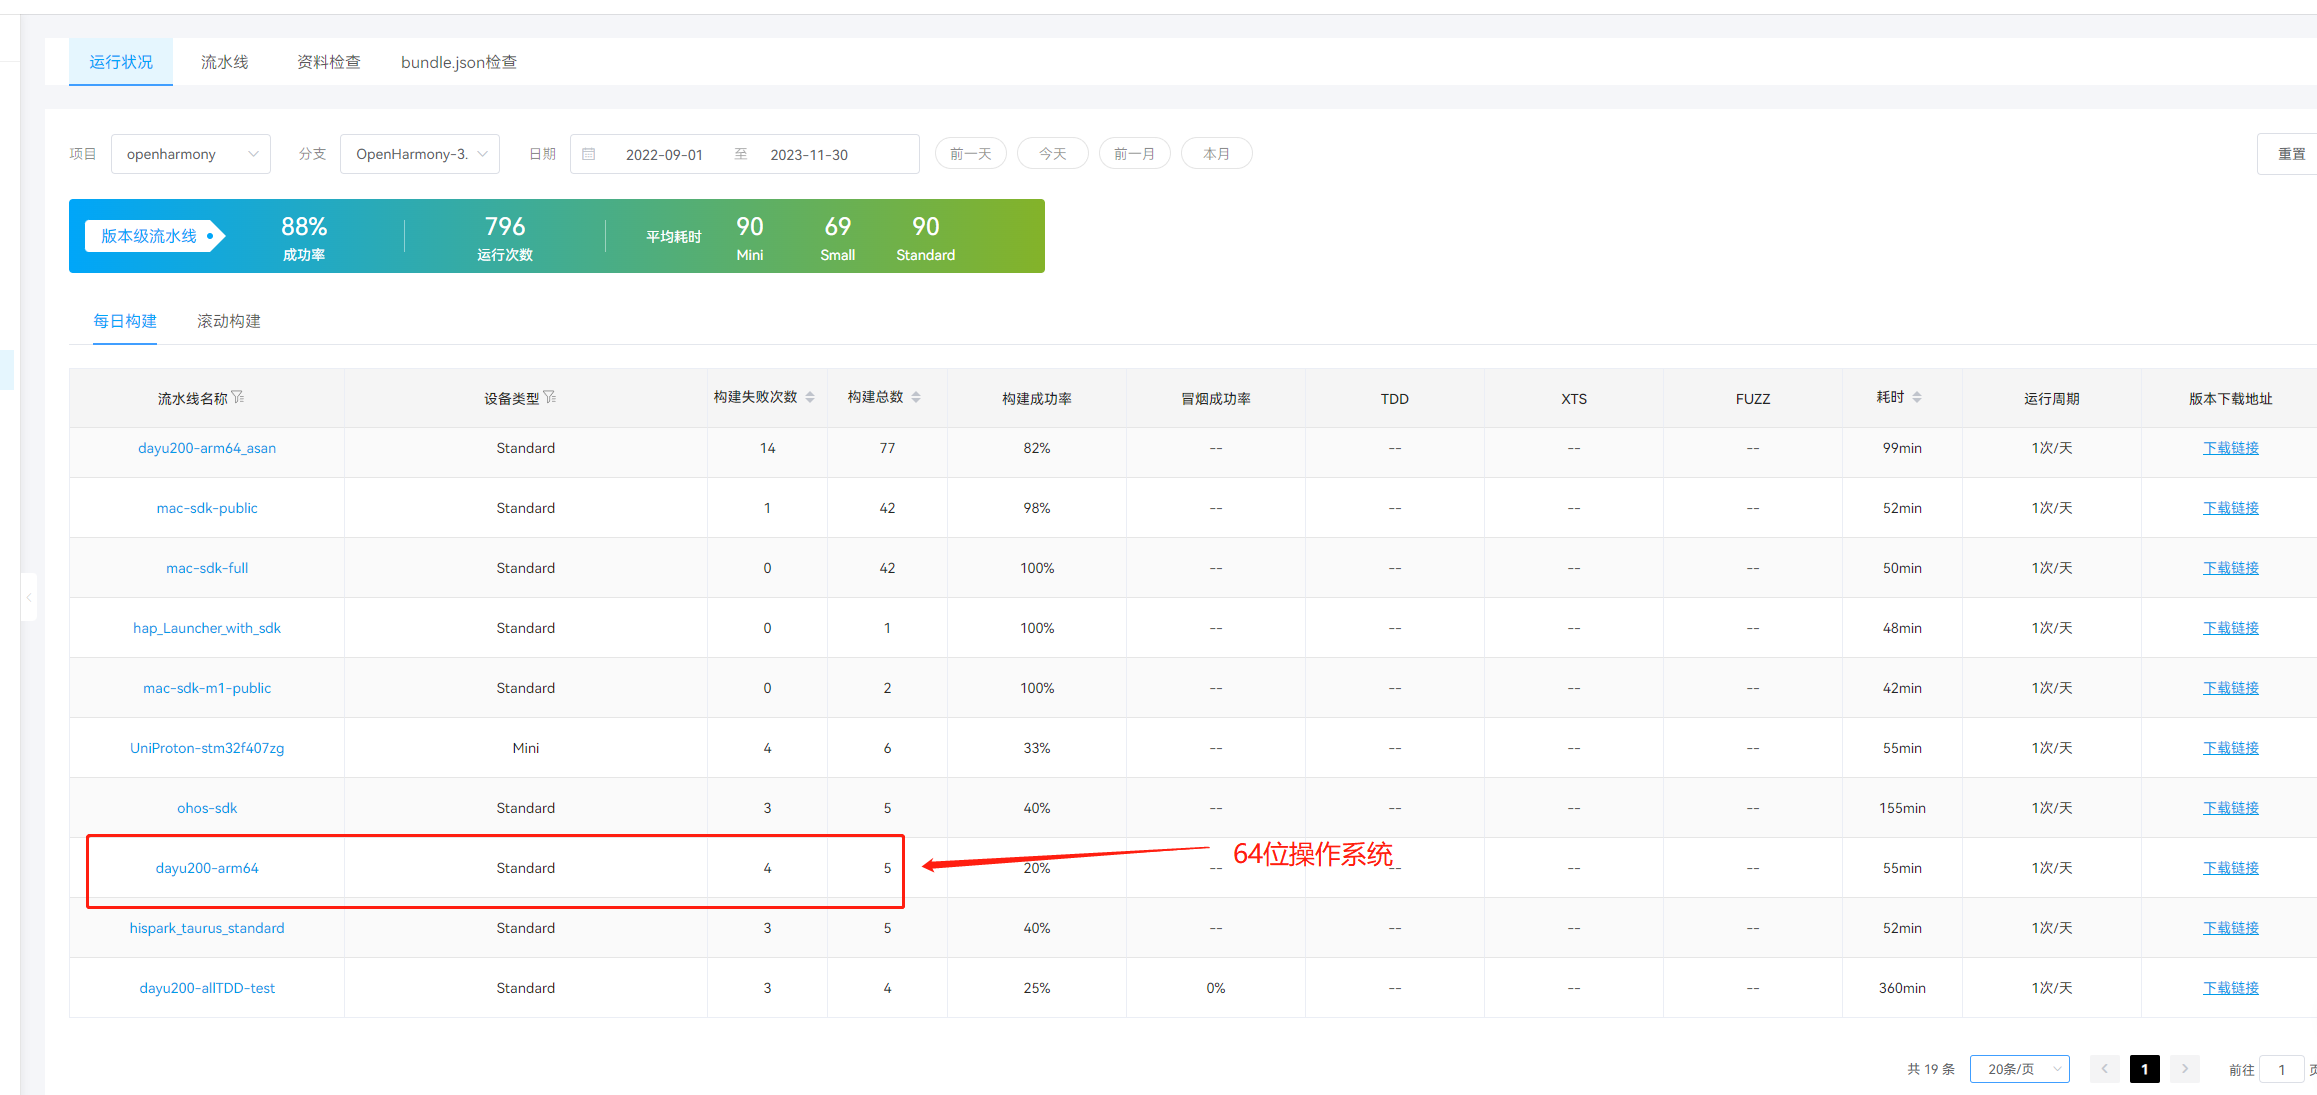 运行状况 流水线 资料检查 bundle.json检查
项目 openharmony 分支 OpenHarmony-3. 日期 2022-09-01 至 2023-11-30 前一天 今天 前一月 本月 重置
版本级流水线 88% 成功率 796 运行次数 平均耗时 90 Mini 69 Small 90 Standard
每日构建 滚动构建
流水线名称 设备类型 构建失败次数 构建总数 构建成功率 冒烟成功率 TDD XTS FUZZ 耗时 运行周期 版本下载地址
dayu200-arm64_asan Standard 14 77 82% -- -- -- -- 99min 1次/天 下载链接
mac-sdk-public Standard 1 42 98% -- -- -- -- 52min 1次/天 下载链接
mac-sdk-full Standard 0 42 100% -- -- -- -- 50min 1次/天 下载链接
hap_Launcher_with_sdk Standard 0 1 100% -- -- -- -- 48min 1次/天 下载链接
mac-sdk-m1-public Standard 0 2 100% -- -- -- -- 42min 1次/天 下载链接
UniProton-stm32f407zg Mini 4 6 33% -- -- -- -- 55min 1次/天 下载链接
ohos-sdk Standard 3 5 40% -- -- -- -- 155min 1次/天 下载链接
64位操作系统
dayu200-arm64 Standard 4 5 20% -- -- -- -- 55min 1次/天 下载链接
hispark_taurus_standard Standard 3 5 40% -- -- -- -- 52min 1次/天 下载链接
dayu200-allTDD-test Standard 3 4 25% 0% -- -- -- 360min 1次/天 下载链接
共 19 条 20条/页 1 前往 1 页